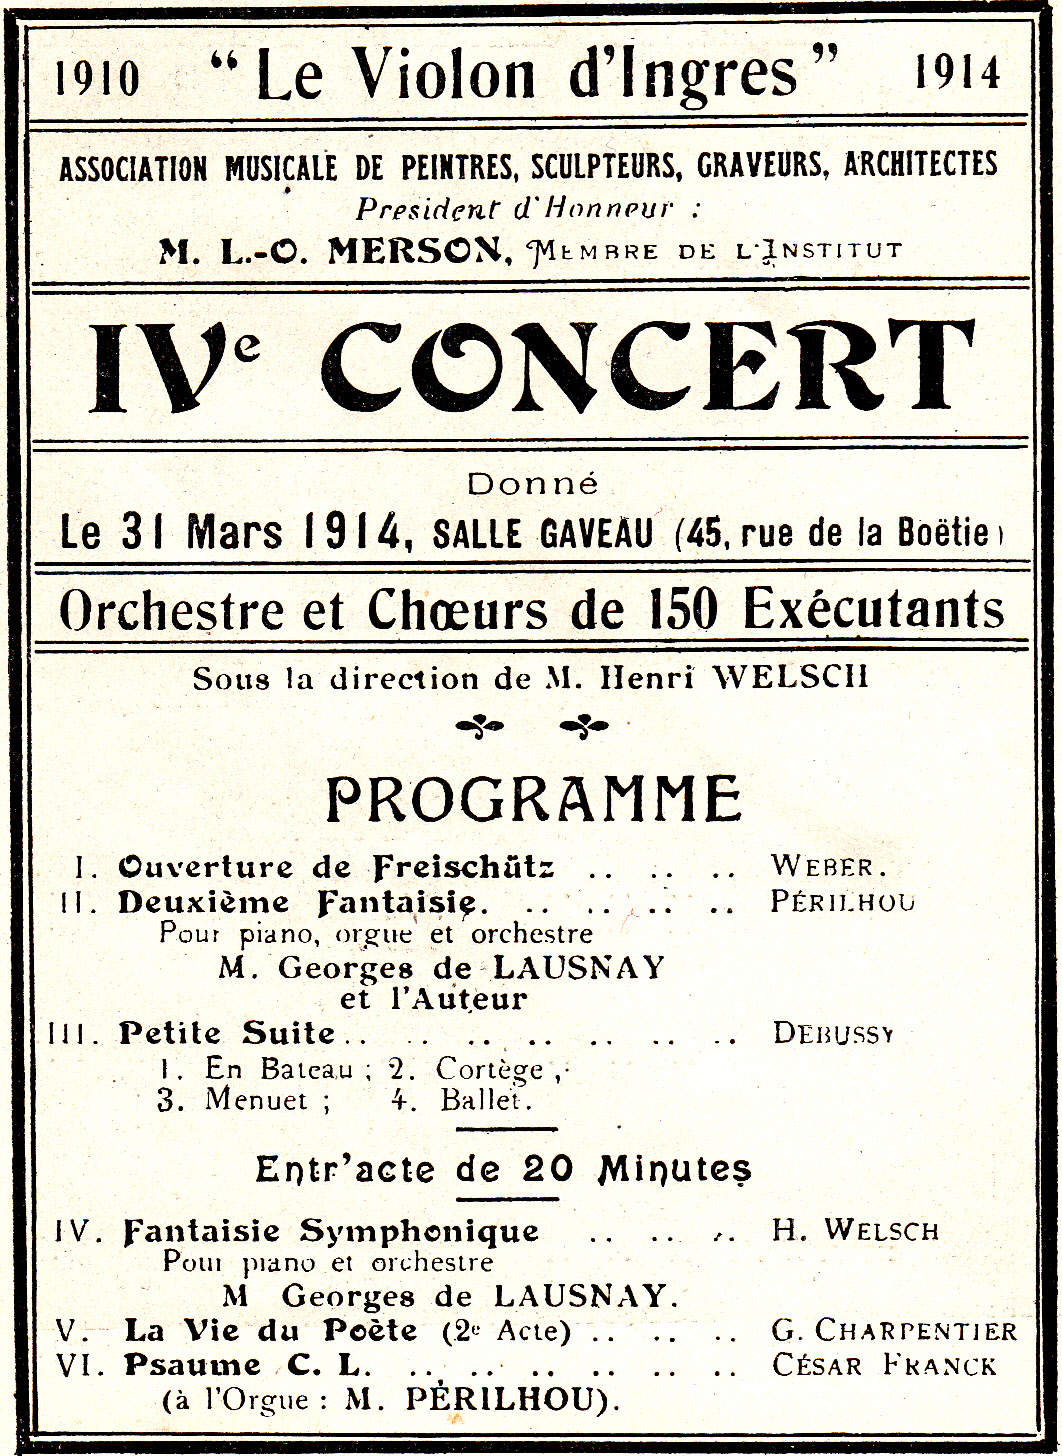 1910 “Le Violon d'Ingres” 1914
ASSOCIATION MUSICALE DE PEINTRES, SCULPTEURS, GRAVEURS, ARCHITECTES
President d'Honneur :
M. L.-O. MERSON, MEMBRE DE L'INSTITUT
IVe CONCERT
Donné
Le 31 Mars 1914, SALLE GAVEAU (45, rue de la Boëtie)
Orchestre et Chœurs de 150 Exécutants
Sous la direction de M. Henri WELSCH
PROGRAMME
I. Ouverture de Freischütz .. .. .. WEBER.
II. Deuxième Fantaisie. .. .. .. .. PÉRILHOU
Pour piano, orgue et orchestre
M. Georges de LAUSNAY
et l'Auteur
III. Petite Suite .. .. .. .. .. .. .. DEBUSSY
1. En Bateau ; 2. Cortège ;
3. Menuet ; 4. Ballet.
Entr'acte de 20 Minutes
IV. Fantaisie Symphonique .. .. .. H. WELSCH
Pour piano et orchestre
M Georges de LAUSNAY.
V. La Vie du Poète (2e Acte) .. .. .. G. CHARPENTIER
VI. Psaume C. L. .. .. .. .. .. .. CÉSAR FRANCK
(à l'Orgue : M. PÉRILHOU).